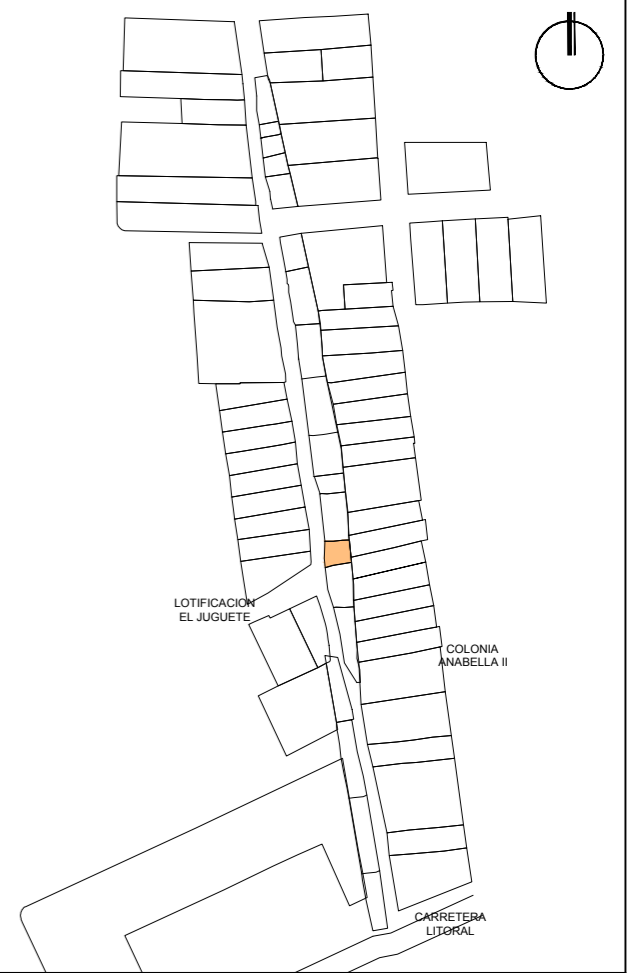 LOTIFICACION
EL JUGUETE
COLONIA
ANABELLA II
CARRETERA
LITORAL